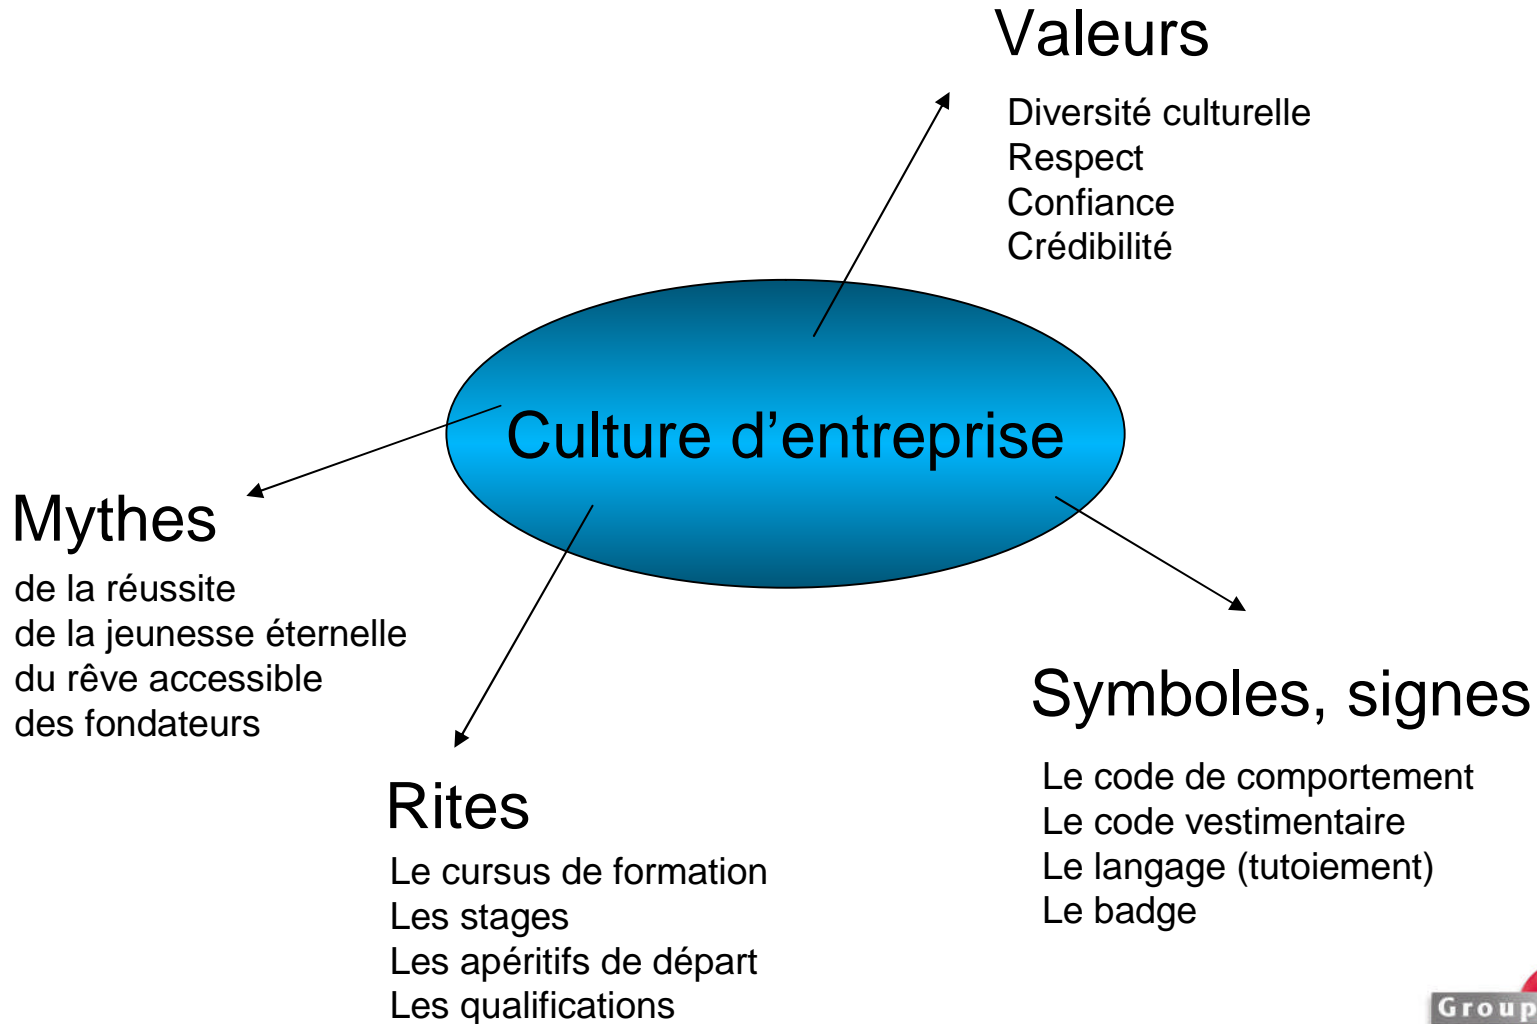 Valeurs
Diversité culturelle
Respect
Confiance
Crédibilité
Culture d’entreprise
Mythes
de la réussite
de la jeunesse éternelle
du rêve accessible
des fondateurs
Rites
Le cursus de formation
Les stages
Les apéritifs de départ
Les qualifications
Symboles, signes
Le code de comportement
Le code vestimentaire
Le langage (tutoiement)
Le badge
Group